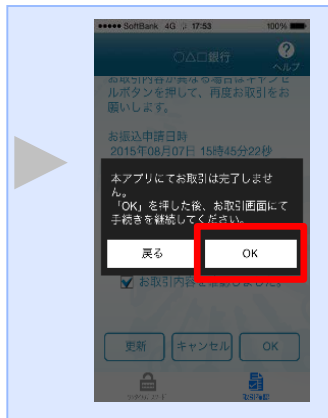 SoftBank 4G 17:53 100%
○△□銀行
?
ヘルプ
お取引内容が異なる場合はキャンセ
ルボタンを押して、再度お取引をお
願いします。
お振込申請日時
2015年08月07日 15時45分22秒
本アプリにてお取引は完了しませ
ん。
「OK」を押した後、お取引画面にて
手続きを継続してください。
戻る OK
お取引内容を確認しました。
更新 キャンセル OK